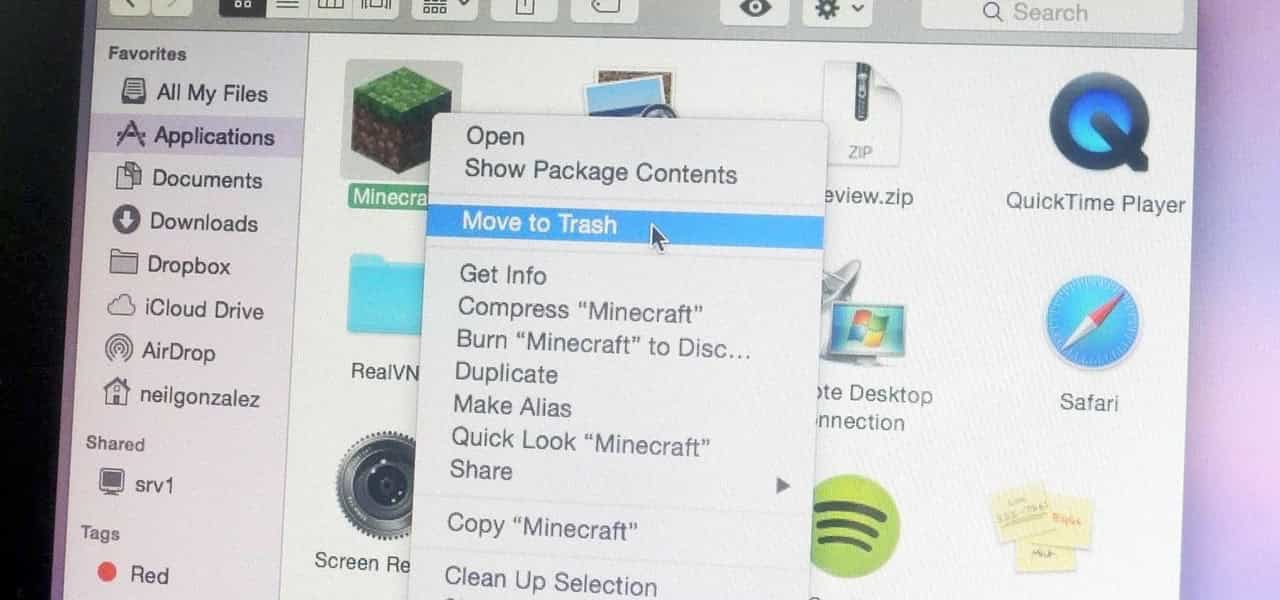 Search
Favorites
All My Files
Applications
Documents
Downloads
Dropbox
iCloud Drive
AirDrop
neilgonzalez
Shared
srv1
Tags
Red
Minecra
ZIP
eview.zip
QuickTime Player
RealVN
ote Desktop
nnection
Safari
Screen Re
Open
Show Package Contents
Move to Trash
Get Info
Compress “Minecraft”
Burn “Minecraft” to Disc...
Duplicate
Make Alias
Quick Look “Minecraft”
Share
Copy “Minecraft”
Clean Up Selection